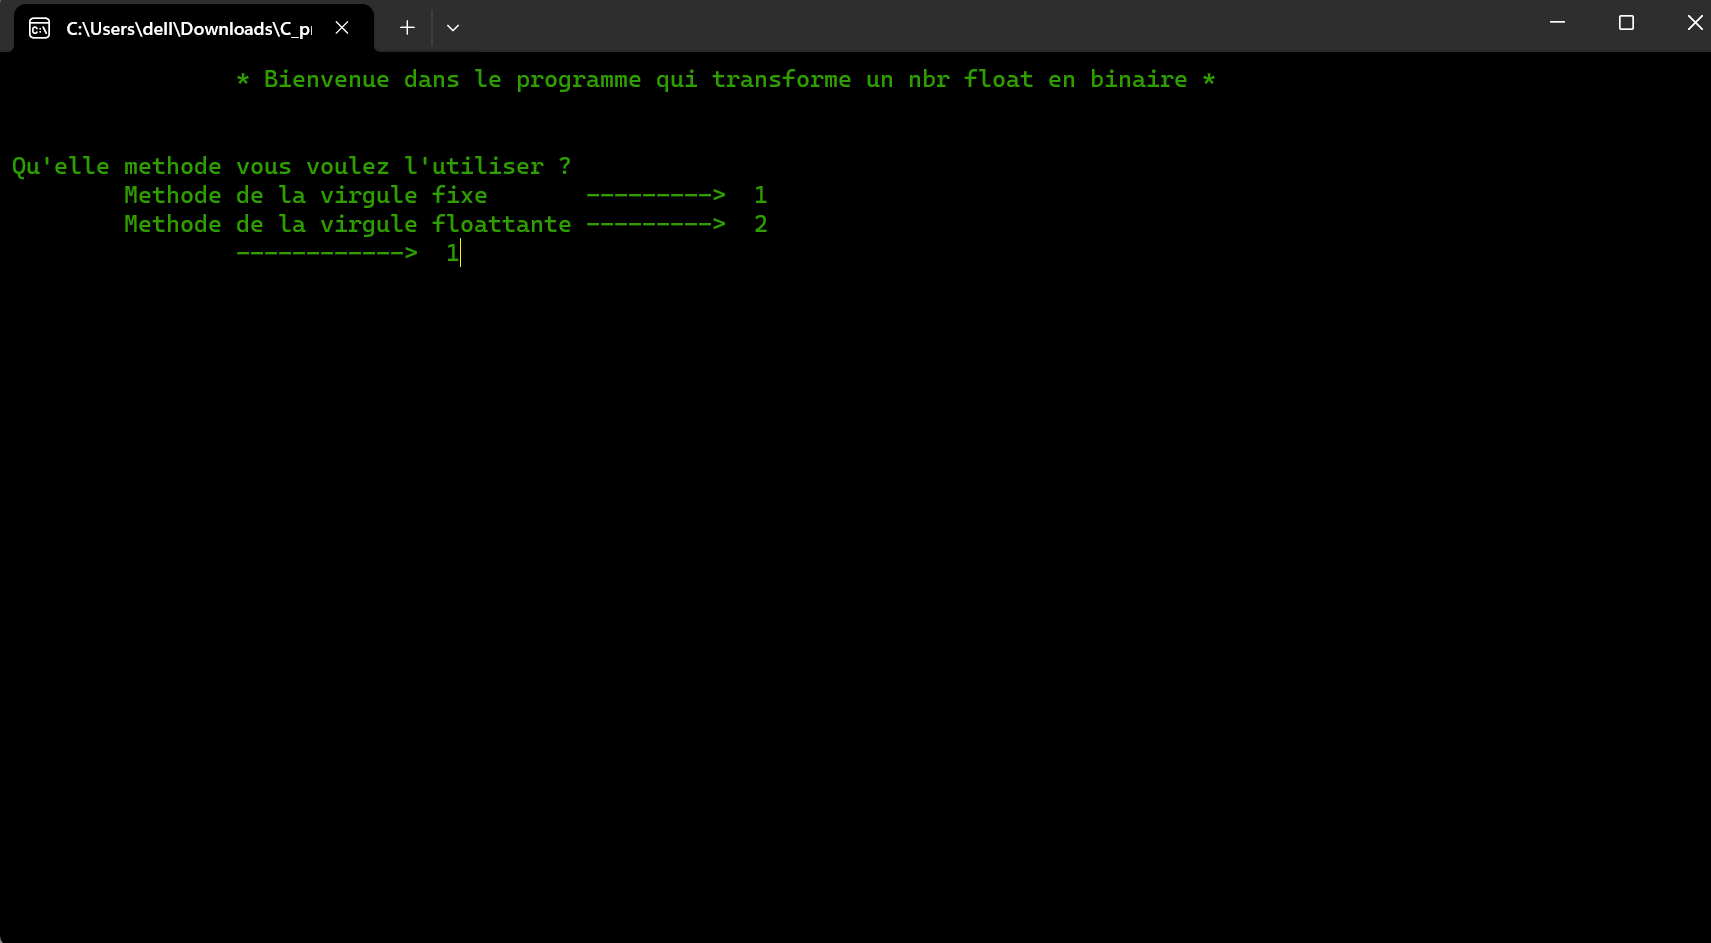 C:\Users\dell\Downloads\C_pr
* Bienvenue dans le programme qui transforme un nbr float en binaire *
Qu'elle methode vous voulez l'utiliser ?
Methode de la virgule fixe ---------> 1
Methode de la virgule floattante ---------> 2
------------> 1